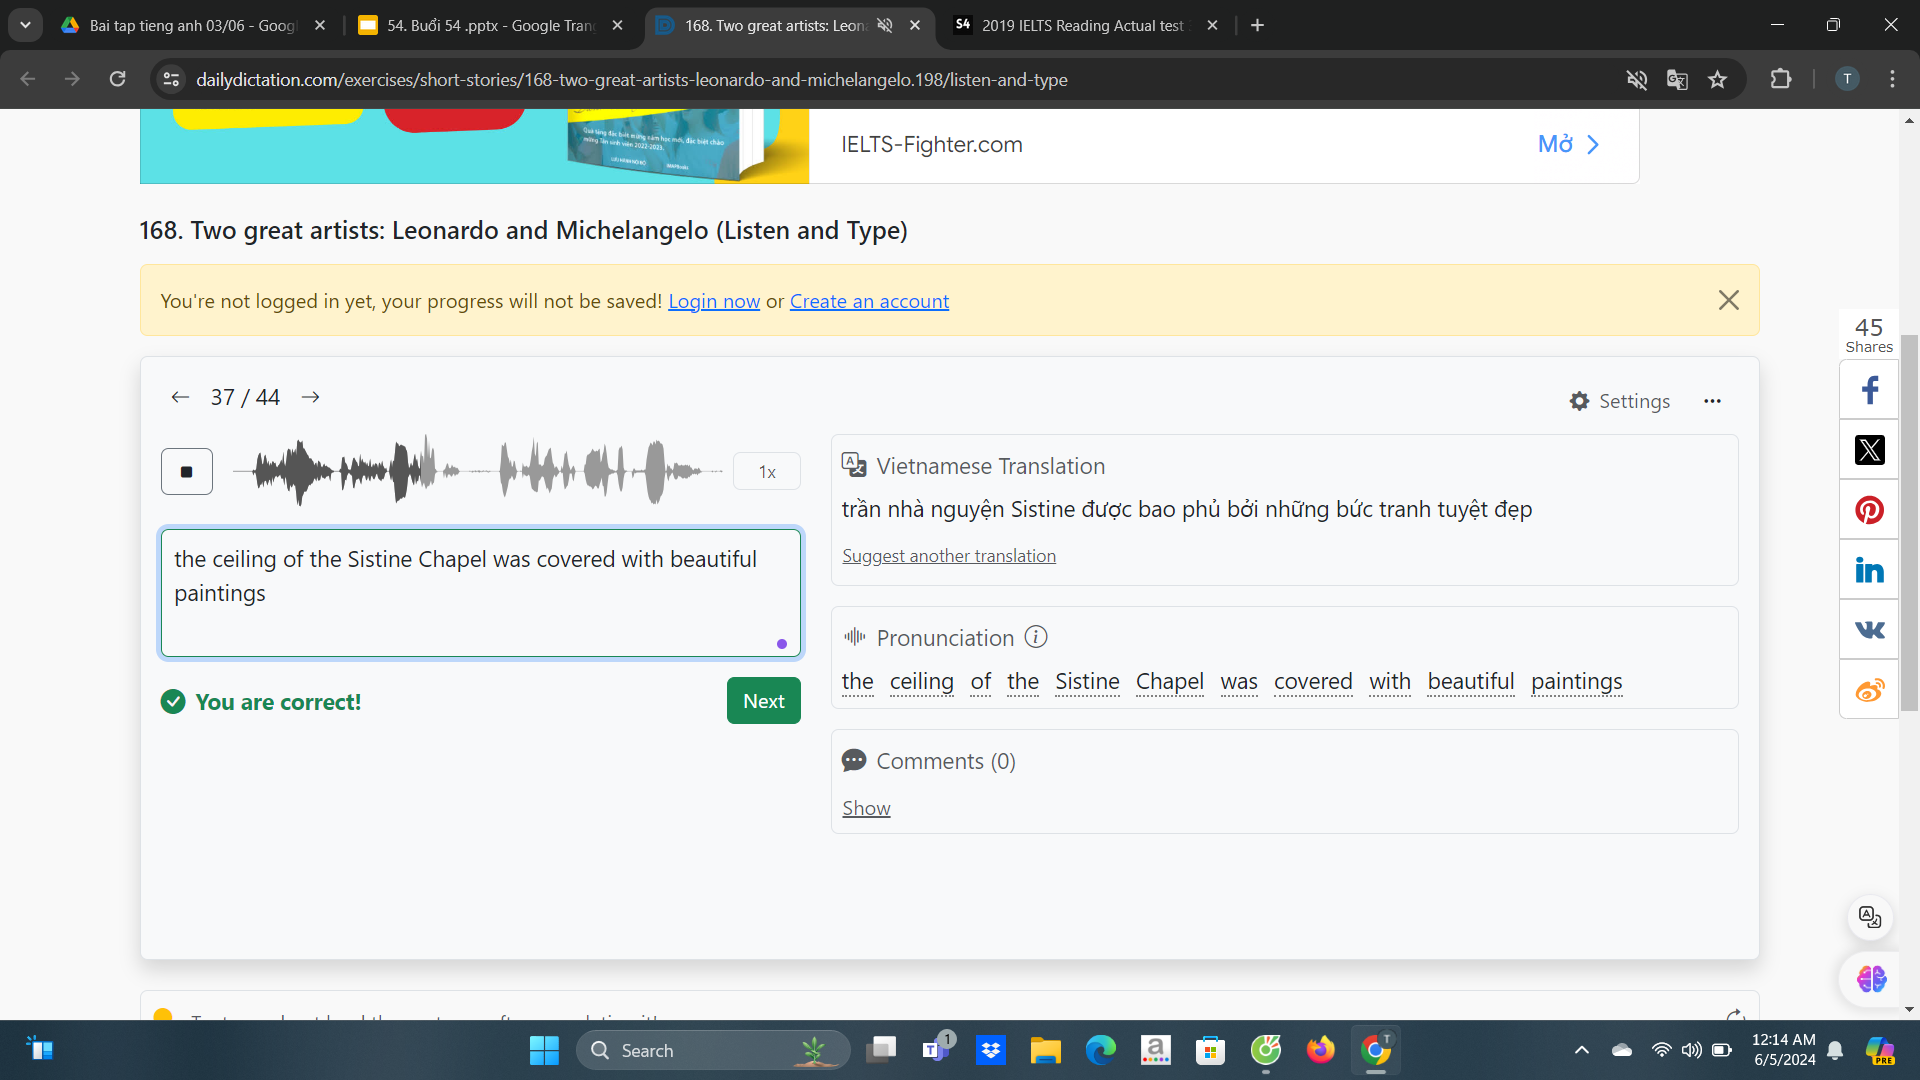 Bai tap tieng anh 03/06 - Googl
54. Buổi 54 .pptx - Google Tran
168. Two great artists: Leon
S4
2019 IELTS Reading Actual test
dailydictation.com/exercises/short-stories/168-two-great-artists-leonardo-and-michelangelo.198/listen-and-type
T
IELTS-Fighter.com
Mở
168. Two great artists: Leonardo and Michelangelo (Listen and Type)
You're not logged in yet, your progress will not be saved! Login now or Create an account
45
Shares
37 / 44
Settings
1x
the ceiling of the Sistine Chapel was covered with beautiful
paintings
You are correct!
Next
Vietnamese Translation
trần nhà nguyện Sistine được bao phủ bởi những bức tranh tuyệt đẹp
Suggest another translation
Pronunciation
the ceiling of the Sistine Chapel was covered with beautiful paintings
Comments (0)
Show
Search
1
T
12:14 AM
6/5/2024
PRE